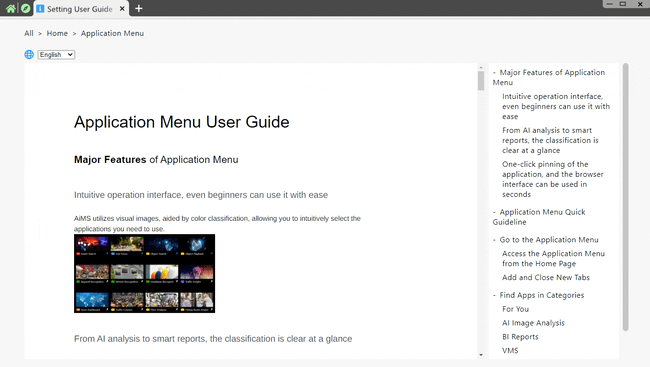 Setting User Guide
All > Home > Application Menu
English
Application Menu User Guide
Major Features of Application Menu
Intuitive operation interface, even beginners can use it with ease
AiMS utilizes visual images, aided by color classification, allowing you to intuitively select the
applications you need to use.
From AI analysis to smart reports, the classification is clear at a glance
- Major Features of Application
Menu
Intuitive operation interface,
even beginners can use it with
ease
From AI analysis to smart
reports, the classification is
clear at a glance
One-click pinning of the
application, and the browser
interface can be used in
seconds
- Application Menu Quick
Guideline
- Go to the Application Menu
Access the Application Menu
from the Home Page
Add and Close New Tabs
- Find Apps in Categories
For You
AI Image Analysis
BI Reports
VMS